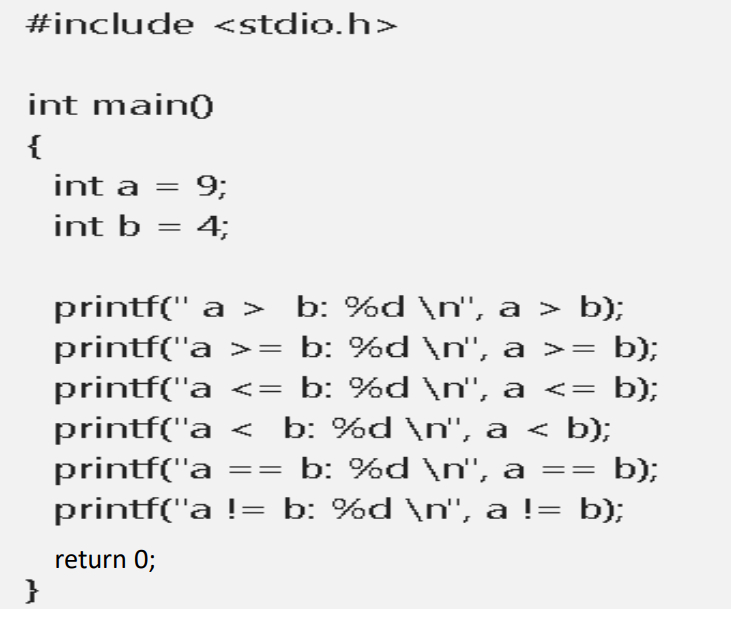 #include <stdio.h>
int main()
{
int a = 9;
int b = 4;
printf(" a >  b: %d \n", a > b);
printf("a >= b: %d \n", a >= b);
printf("a <= b: %d \n", a <= b);
printf("a <  b: %d \n", a < b);
printf("a == b: %d \n", a == b);
printf("a != b: %d \n", a != b);
return 0;
}